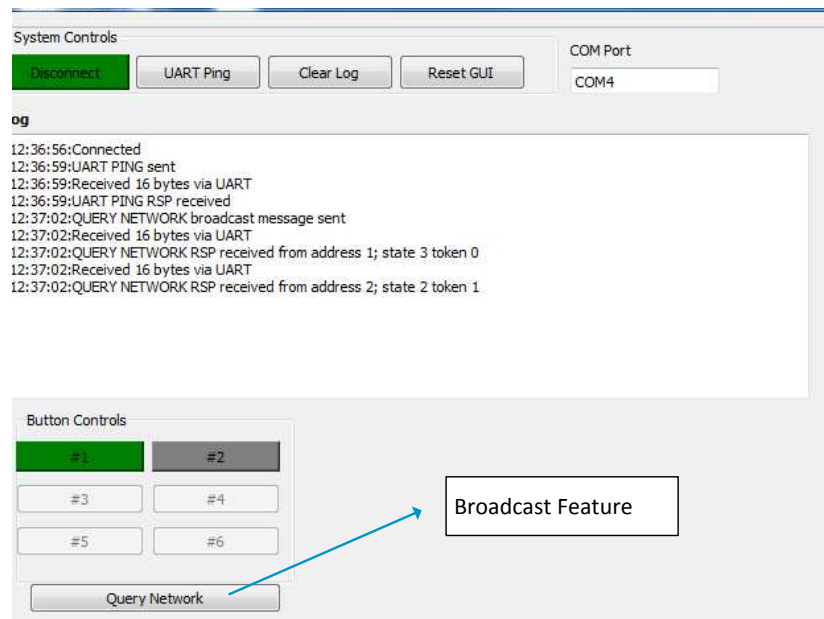 System Controls
Disconnect
UART Ping
Clear Log
Reset GUI
COM Port
COM4
og
12:36:56:Connected
12:36:59:UART PING sent
12:36:59:Received 16 bytes via UART
12:36:59:UART PING RSP received
12:37:02:QUERY NETWORK broadcast message sent
12:37:02:Received 16 bytes via UART
12:37:02:QUERY NETWORK RSP received from address 1; state 3 token 0
12:37:02:Received 16 bytes via UART
12:37:02:QUERY NETWORK RSP received from address 2; state 2 token 1
Button Controls
#1
#2
#3
#4
#5
#6
Broadcast Feature
Query Network